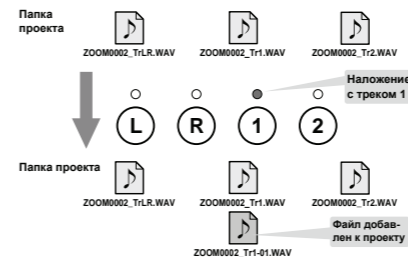 Папка
проекта
ZOOM0002_TrLR.WAV ZOOM0002_Tr1.WAV ZOOM0002_Tr2.WAV
Наложение
с треком 1
L R 1 2
Папка проекта
ZOOM0002_TrLR.WAV ZOOM0002_Tr1.WAV ZOOM0002_Tr2.WAV
Файл добав-
лен к проекту
ZOOM0002_Tr1-01.WAV